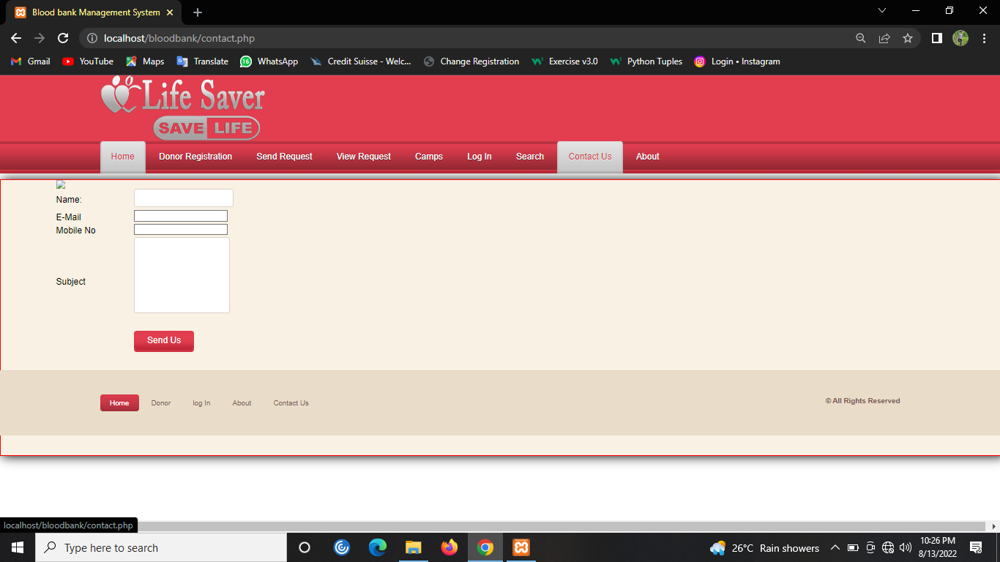 Blood bank Management System
localhost/bloodbank/contact.php
Gmail YouTube Maps Translate WhatsApp Credit Suisse - Welc... Change Registration Exercise v3.0 Python Tuples Login • Instagram
Life Saver
SAVE LIFE
Home Donor Registration Send Request View Request Camps Log In Search Contact Us About
Name:
E-Mail
Mobile No
Subject
Send Us
Home Donor log In About Contact Us © All Rights Reserved
localhost/bloodbank/contact.php
Type here to search
26°C Rain showers
10:26 PM
8/13/2022